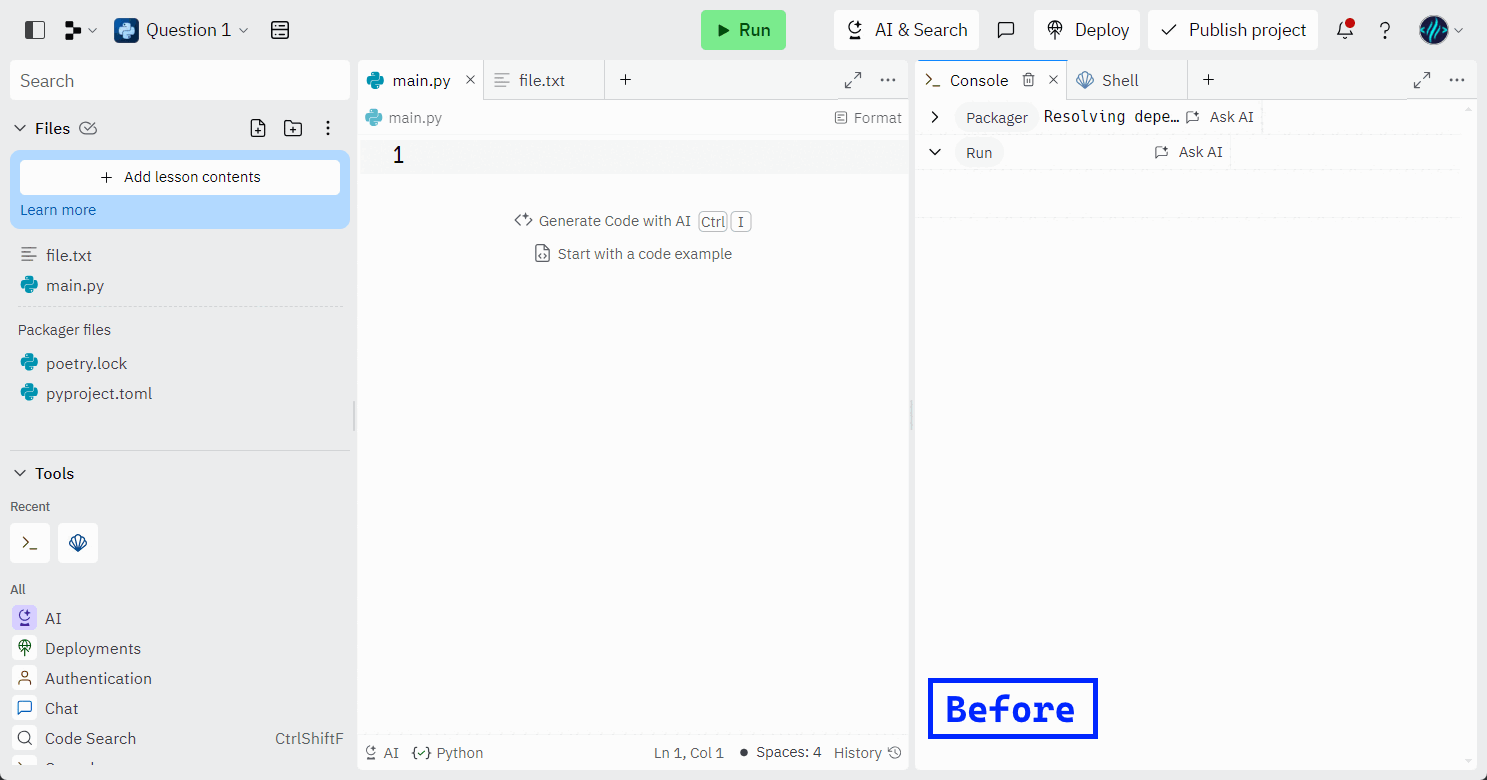 Question 1
Run
AI & Search
Deploy
Publish project
Search
Files
Add lesson contents
Learn more
file.txt
main.py
Packager files
poetry.lock
pyproject.toml
Tools
Recent
All
AI
Deployments
Authentication
Chat
Code Search CtrlShiftF
main.py
file.txt
main.py
Format
1
Generate Code with AI Ctrl I
Start with a code example
AI
Python
Ln 1, Col 1
Spaces: 4
History
Console
Shell
Packager Resolving depe… Ask AI
Run Ask AI
Before